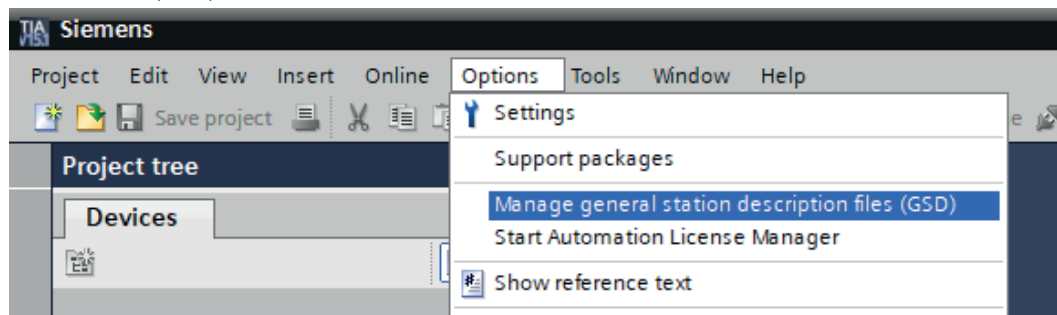 Siemens
Project Edit View Insert Online Options Tools Window Help
Save project
Settings
Support packages
Project tree
Manage general station description files (GSD)
Devices
Start Automation License Manager
Show reference text